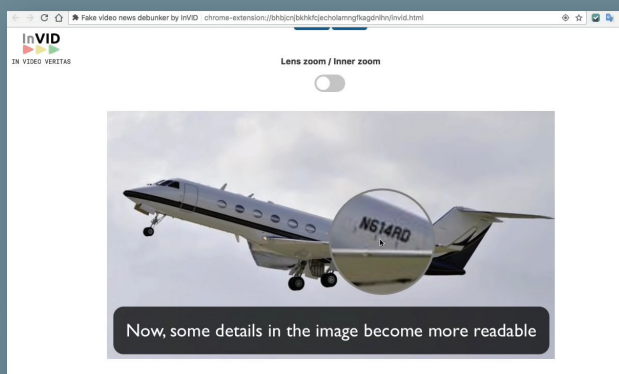 Fake video news debunker by InVID
chrome-extension://bhbjcnjbkhkfcjecholamngfkagdnlhn/invid.html
InVID
IN VIDEO VERITAS
Lens zoom / Inner zoom
N614RD
Now, some details in the image become more readable